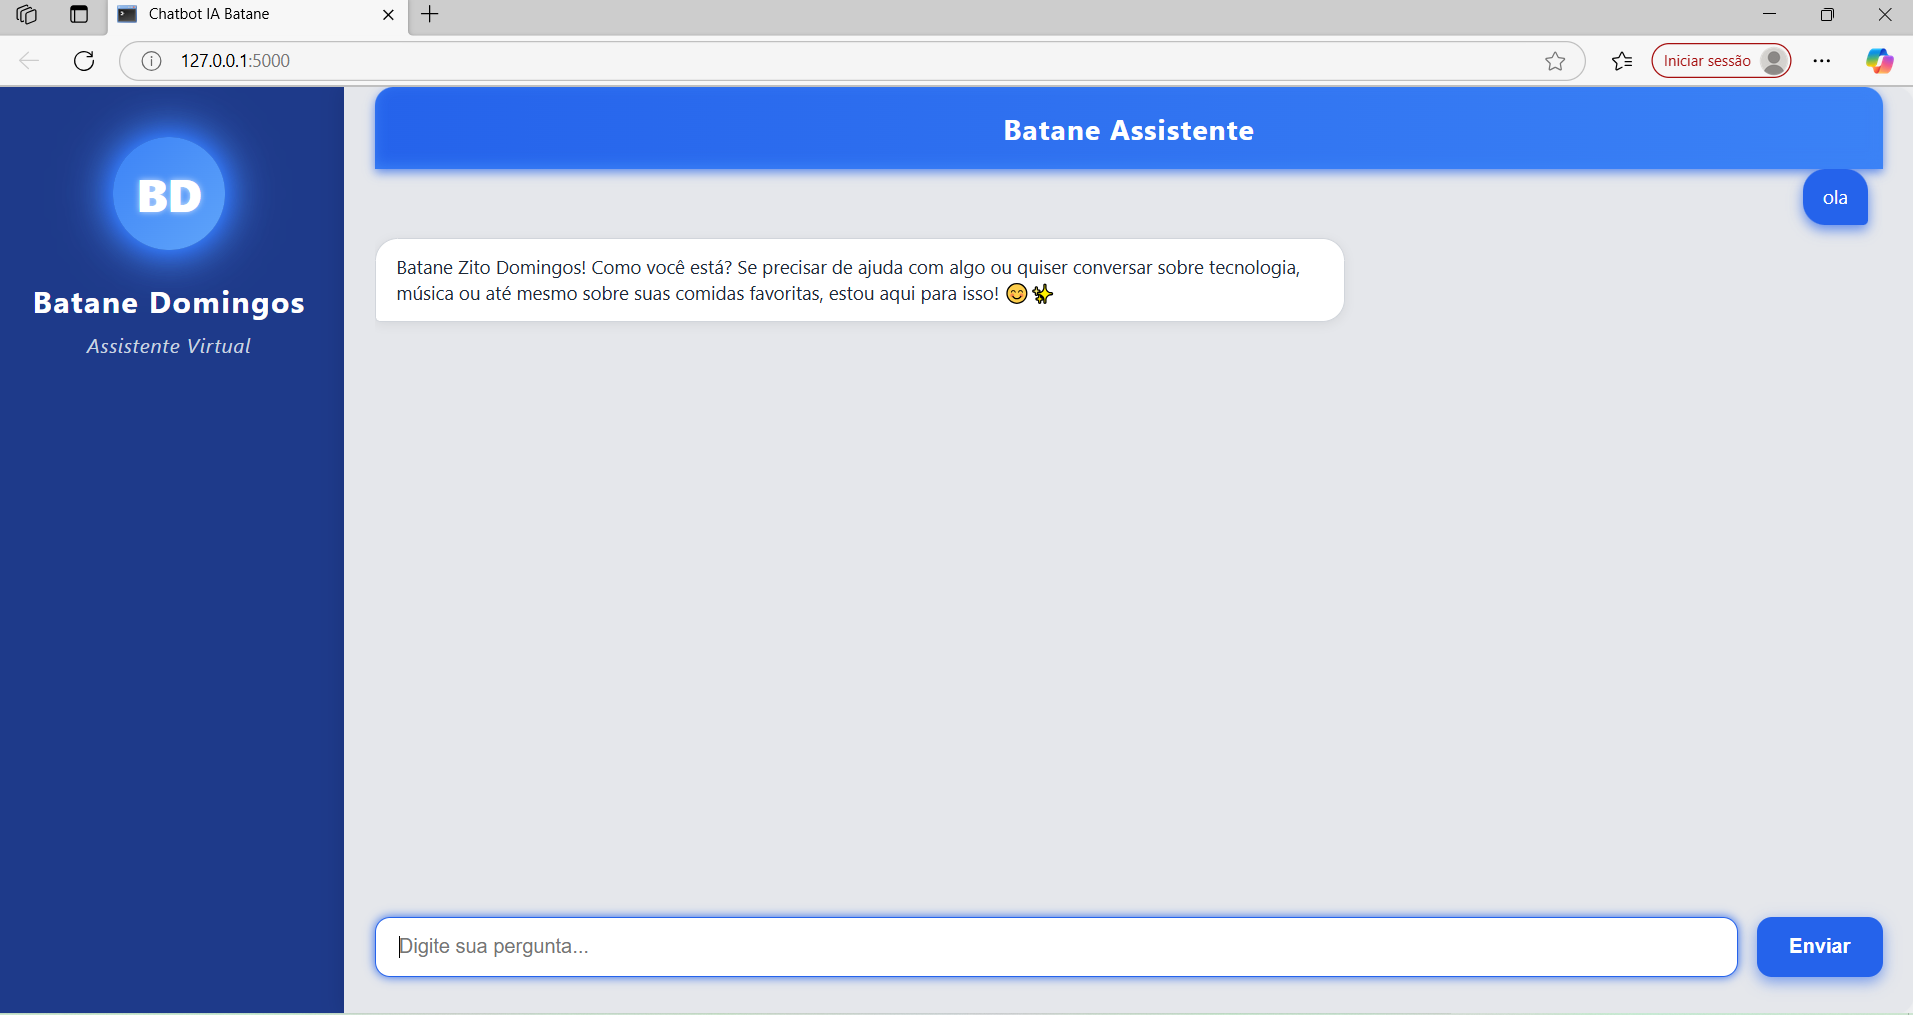 Chatbot IA Batane
127.0.0.1:5000
Iniciar sessão
BD
Batane Domingos
Assistente Virtual
Batane Assistente
ola
Batane Zito Domingos! Como você está? Se precisar de ajuda com algo ou quiser conversar sobre tecnologia,
música ou até mesmo sobre suas comidas favoritas, estou aqui para isso! 😊✨
Digite sua pergunta...
Enviar